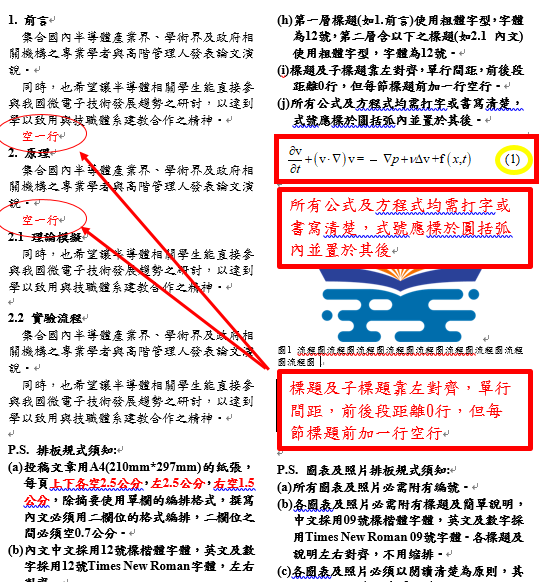 1. 前言
集合國內半導體產業界、學術界及政府相
關機構之專業學者與高階管理人發表論文演
說。
同時，也希望讓半導體相關學生能直接參
與我國微電子技術發展趨勢之研討，以達到
學以致用與技職體系建教合作之精神。
空一行
2. 原理
集合國內半導體產業界、學術界及政府相
關機構之專業學者與高階管理人發表論文演
說。
空一行
2.1 理論模擬
同時，也希望讓半導體相關學生能直接參
與我國微電子技術發展趨勢之研討，以達到
學以致用與技職體系建教合作之精神。
2.2 實驗流程
集合國內半導體產業界、學術界及政府相
關機構之專業學者與高階管理人發表論文演
說。
同時，也希望讓半導體相關學生能直接參
與我國微電子技術發展趨勢之研討，以達到
學以致用與技職體系建教合作之精神。
P.S. 排板規式須知:
(a)投稿文章用A4(210mm*297mm)的紙張，
每頁上下各空2.5公分，左2.5公分，右空1.5
公分，除摘要使用單欄的編排格式，撰寫
內文必須用二欄位的格式編排，二欄位之
間必須空0.7公分。
(b)內文中文採用12號標楷體字體，英文及數
字採用12號Times New Roman字體，左右
(h)第一層標題(如1.前言)使用粗體字型，字體
為12號，第二層含以下之標題(如2.1 內文)
使用粗體字型，字體為12號。
(i)標題及子標題靠左對齊，單行間距，前後段
距離0行，但每節標題前加一行空行。
(j)所有公式及方程式均需打字或書寫清楚，
式號應標於圓括弧內並置於其後。
∂v/∂t+(v·∇)v = − ∇p+νΔv+f(x,t) (1)
所有公式及方程式均需打字或
書寫清楚，式號應標於圓括弧
內並置於其後
圖1 流程圖流程圖流程圖流程圖流程圖流程圖流程圖流程
圖流程圖
標題及子標題靠左對齊，單行
間距，前後段距離0行，但每
節標題前加一行空行
P.S. 圖表及照片排板規式須知:
(a)所有圖表及照片必需附有編號。
(b)各圖表及照片必需附有標題及簡單說明，
中文採用09號標楷字體，英文及數字採
用Times New Roman 09號字體。各標題及
說明左右對齊，不用縮排。
(c)各圖表及照片必須以閱讀清楚為原則，其